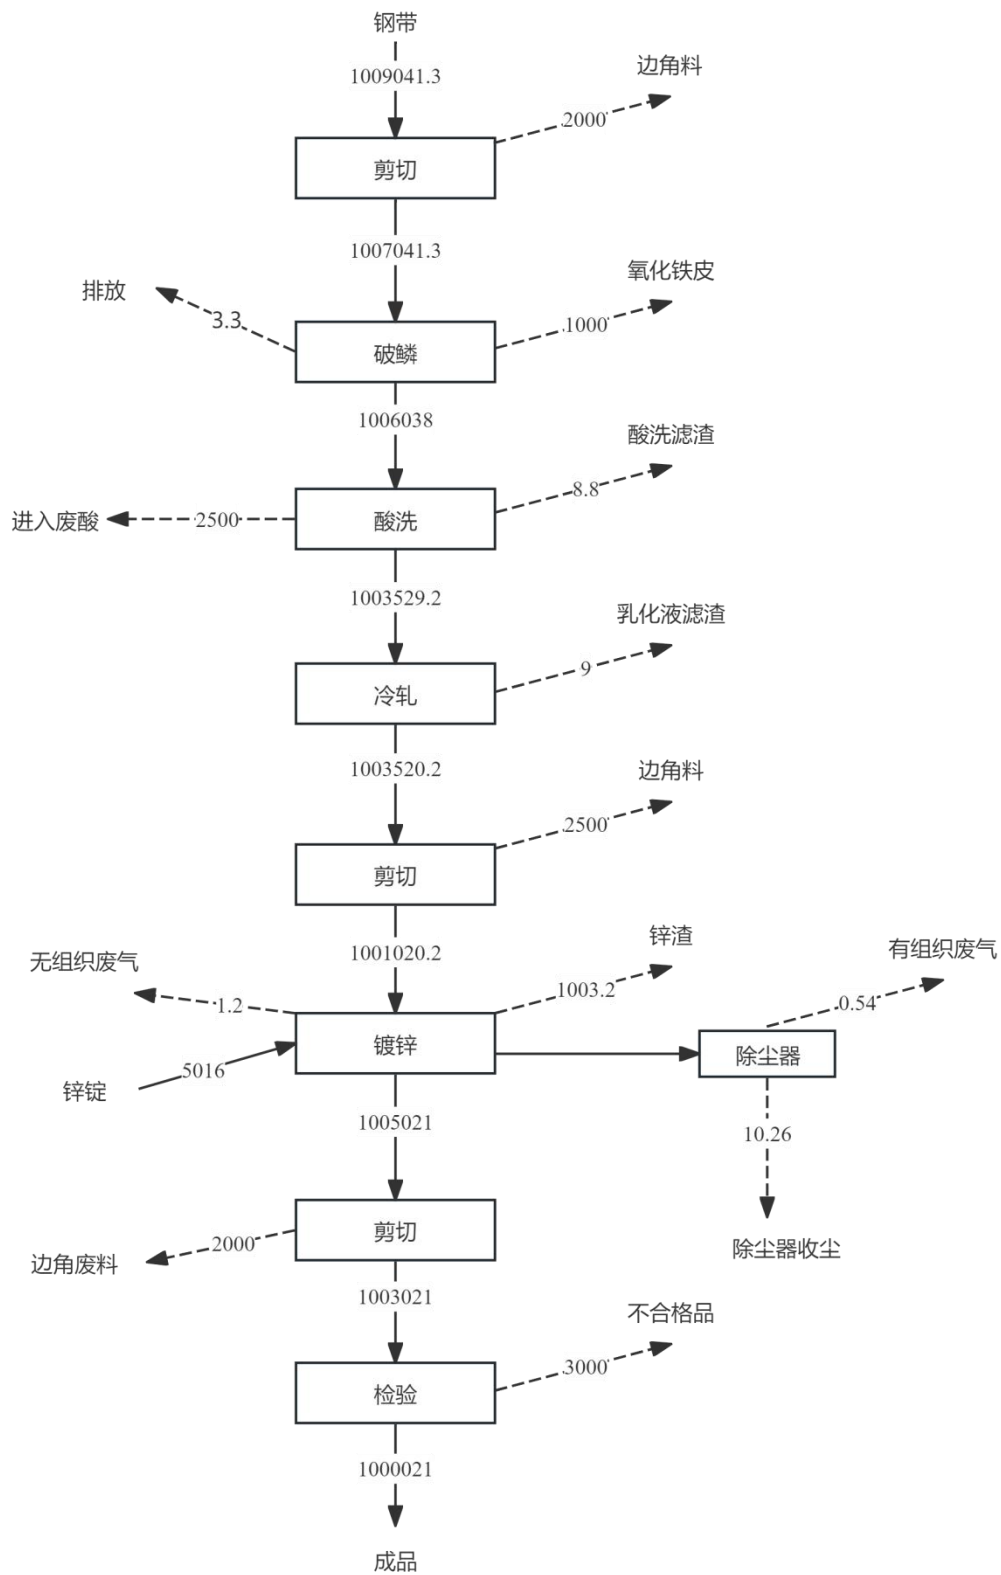 钢带
1009041.3
边角料
2000
剪切
1007041.3
氧化铁皮
排放
3.3
1000
破鳞
1006038
酸洗滤渣
8.8
进入废酸
2500
酸洗
1003529.2
乳化液滤渣
9
冷轧
1003520.2
边角料
2500
剪切
1001020.2
锌渣
有组织废气
无组织废气
1.2
1003.2
0.54
镀锌
除尘器
5016
锌锭
1005021
10.26
剪切
2000
边角废料
除尘器收尘
1003021
不合格品
3000
检验
1000021
成品